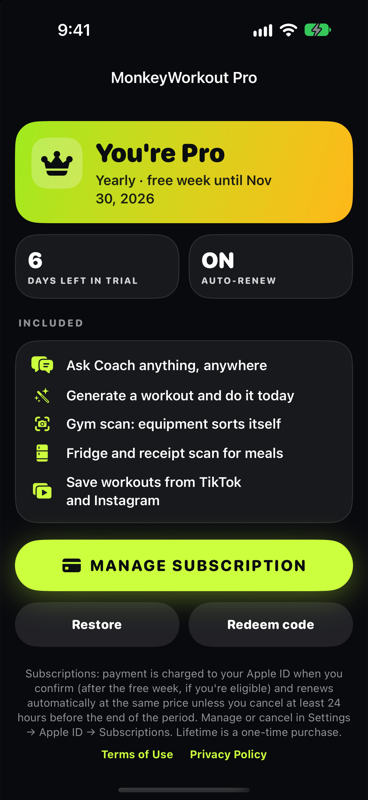 9:41
MonkeyWorkout Pro
You're Pro
Yearly · free week until Nov
30, 2026
6
DAYS LEFT IN TRIAL
ON
AUTO-RENEW
INCLUDED
Ask Coach anything, anywhere
Generate a workout and do it today
Gym scan: equipment sorts itself
Fridge and receipt scan for meals
Save workouts from TikTok
and Instagram
MANAGE SUBSCRIPTION
Restore
Redeem code
Subscriptions: payment is charged to your Apple ID when you
confirm (after the free week, if you're eligible) and renews
automatically at the same price unless you cancel at least 24
hours before the end of the period. Manage or cancel in Settings
→ Apple ID → Subscriptions. Lifetime is a one-time purchase.
Terms of Use
Privacy Policy